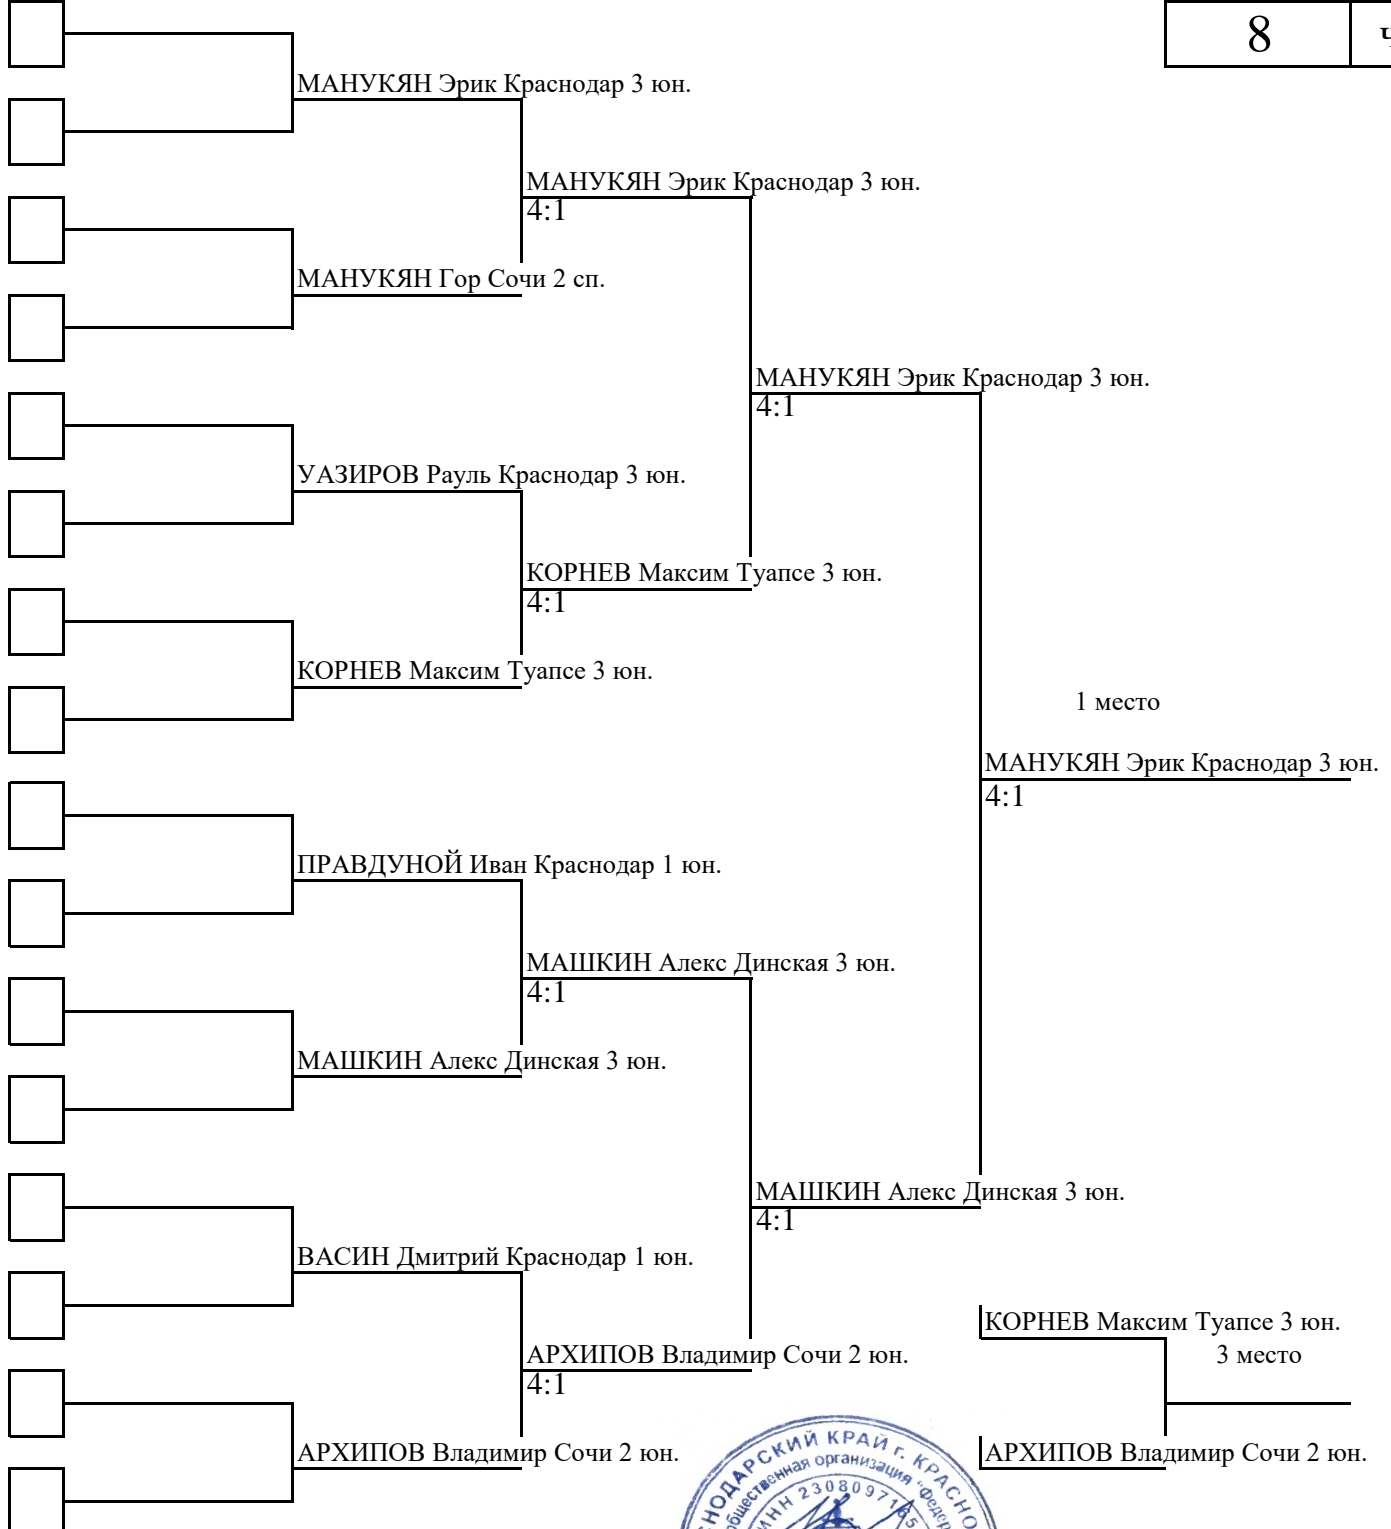 8
МАНУКЯН Эрик Краснодар 3 юн.
МАНУКЯН Эрик Краснодар 3 юн.
4:1
МАНУКЯН Гор Сочи 2 сп.
МАНУКЯН Эрик Краснодар 3 юн.
4:1
УАЗИРОВ Рауль Краснодар 3 юн.
КОРНЕВ Максим Туапсе 3 юн.
4:1
КОРНЕВ Максим Туапсе 3 юн.
1 место
МАНУКЯН Эрик Краснодар 3 юн.
4:1
ПРАВДУНОЙ Иван Краснодар 1 юн.
МАШКИН Алекс Динская 3 юн.
4:1
МАШКИН Алекс Динская 3 юн.
МАШКИН Алекс Динская 3 юн.
4:1
ВАСИН Дмитрий Краснодар 1 юн.
КОРНЕВ Максим Туапсе 3 юн.
АРХИПОВ Владимир Сочи 2 юн.
3 место
4:1
АРХИПОВ Владимир Сочи 2 юн.
АРХИПОВ Владимир Сочи 2 юн.
КРАЙ г.
организация
ИНН 2308097165